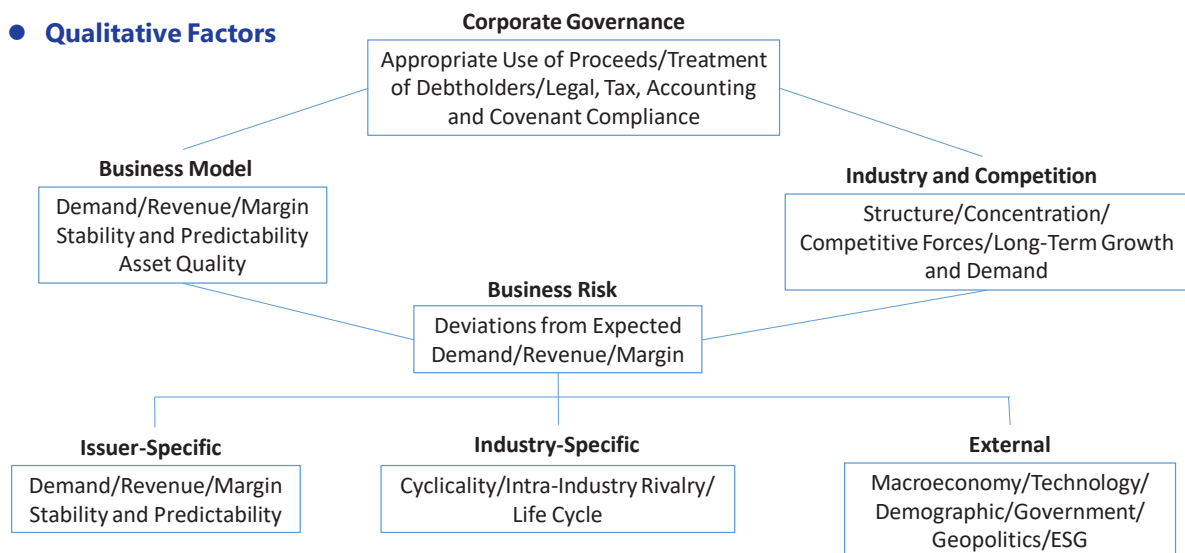 ● Qualitative Factors
Corporate Governance
Appropriate Use of Proceeds/Treatment
of Debtholders/Legal, Tax, Accounting
and Covenant Compliance
Business Model
Demand/Revenue/Margin
Stability and Predictability
Asset Quality
Industry and Competition
Structure/Concentration/
Competitive Forces/Long-Term Growth
and Demand
Business Risk
Deviations from Expected
Demand/Revenue/Margin
Issuer-Specific
Demand/Revenue/Margin
Stability and Predictability
Industry-Specific
Cyclicality/Intra-Industry Rivalry/
Life Cycle
External
Macroeconomy/Technology/
Demographic/Government/
Geopolitics/ESG